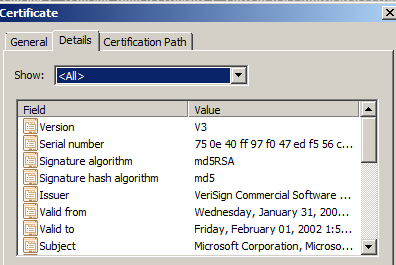 Certificate
General Details Certification Path
Show: <All>
Field Value
Version V3
Serial number 75 0e 40 ff 97 f0 47 ed f5 56 c...
Signature algorithm md5RSA
Signature hash algorithm md5
Issuer VeriSign Commercial Software ...
Valid from Wednesday, January 31, 200...
Valid to Friday, February 01, 2002 1:5...
Subject Microsoft Corporation, Microso...